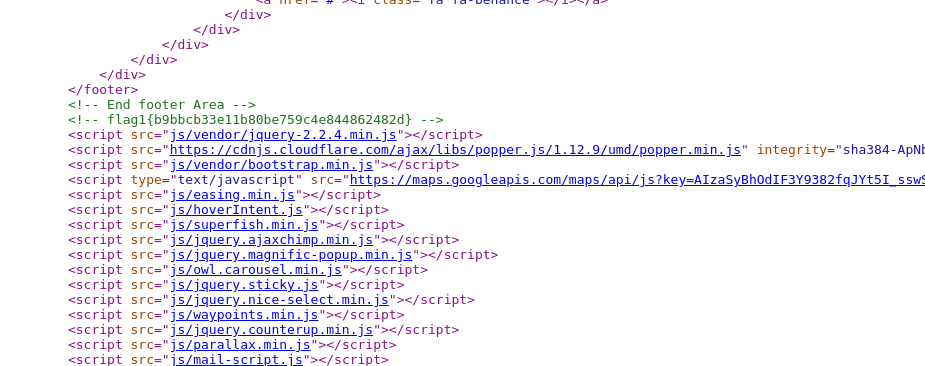 </div>
</div>
</div>
</div>
</div>
</footer>
<!-- End footer Area -->
<!-- flag1{b9bbcb33e11b80be759c4e844862482d} -->
<script src="js/vendor/jquery-2.2.4.min.js"></script>
<script src="https://cdnjs.cloudflare.com/ajax/libs/popper.js/1.12.9/umd/popper.min.js" integrity="sha384-ApNb
<script src="js/vendor/bootstrap.min.js"></script>
<script type="text/javascript" src="https://maps.googleapis.com/maps/api/js?key=AIzaSyBhOdIF3Y9382fqJYt5I_sswS
<script src="js/easing.min.js"></script>
<script src="js/hoverIntent.js"></script>
<script src="js/superfish.min.js"></script>
<script src="js/jquery.ajaxchimp.min.js"></script>
<script src="js/jquery.magnific-popup.min.js"></script>
<script src="js/owl.carousel.min.js"></script>
<script src="js/jquery.sticky.js"></script>
<script src="js/jquery.nice-select.min.js"></script>
<script src="js/waypoints.min.js"></script>
<script src="js/jquery.counterup.min.js"></script>
<script src="js/parallax.min.js"></script>
<script src="js/mail-script.js"></script>